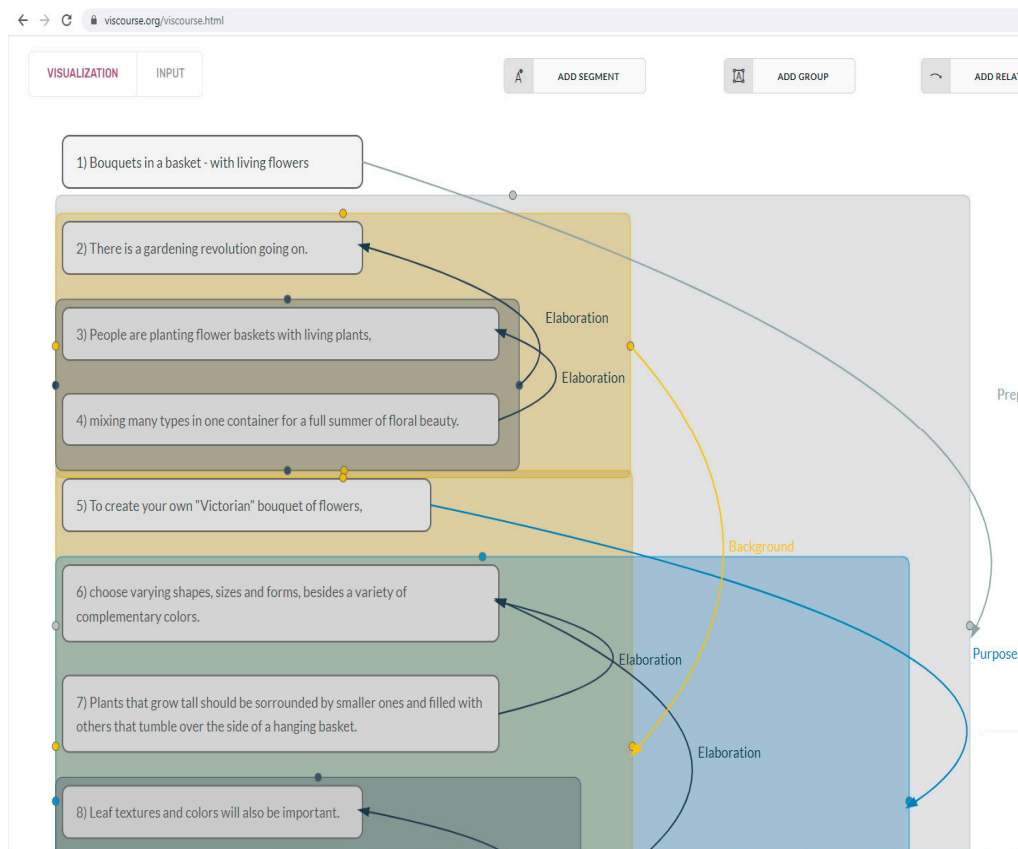 viscourse.org/viscourse.html
VISUALIZATION
INPUT
ADD SEGMENT
ADD GROUP
ADD RELAT
1) Bouquets in a basket - with living flowers
2) There is a gardening revolution going on.
Elaboration
3) People are planting flower baskets with living plants,
Elaboration
Prep
4) mixing many types in one container for a full summer of floral beauty.
5) To create your own "Victorian" bouquet of flowers,
Background
6) choose varying shapes, sizes and forms, besides a variety of
complementary colors.
Elaboration
Purpose
7) Plants that grow tall should be sorrounded by smaller ones and filled with
others that tumble over the side of a hanging basket.
Elaboration
8) Leaf textures and colors will also be important.